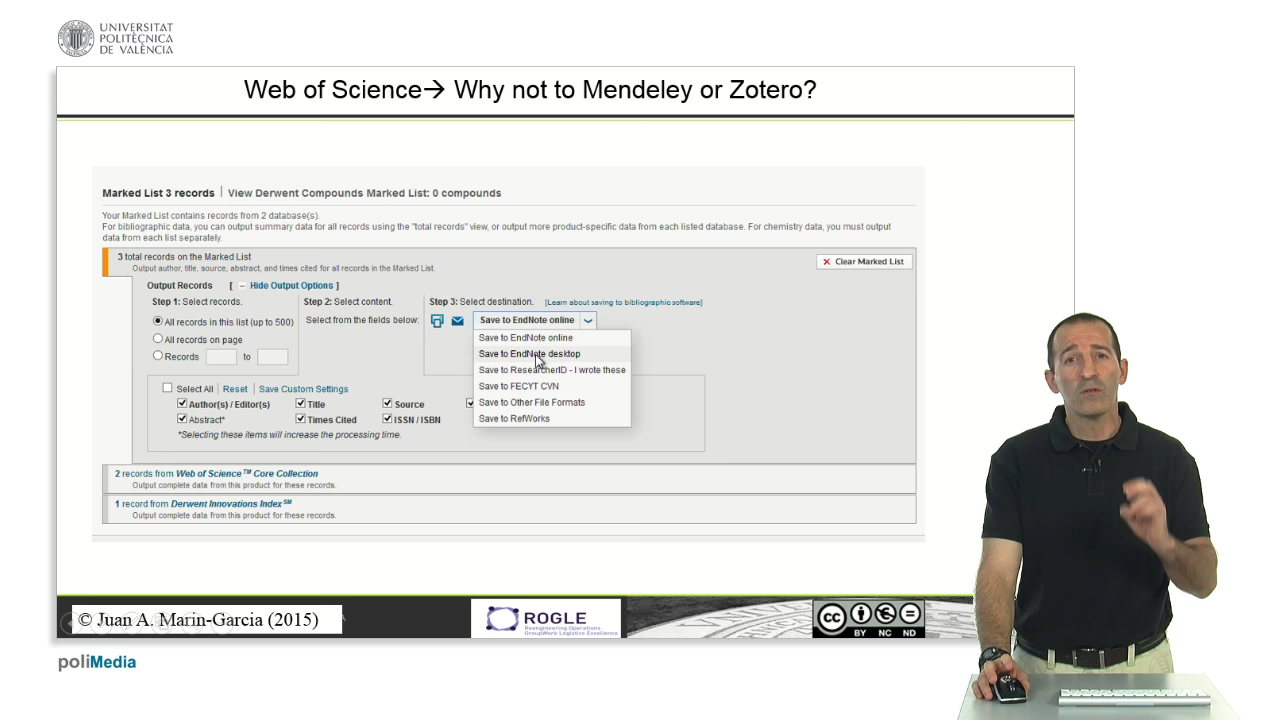 UNIVERSITAT
POLITÈCNICA
DE VALÈNCIA
Web of Science→ Why not to Mendeley or Zotero?
Marked List 3 records | View Derwent Compounds Marked List: 0 compounds
Your Marked List contains records from 2 database(s).
For bibliographic data, you can output summary data for all records using the "total records" view, or output more product-specific data from each listed database. For chemistry data, you must output
data from each list separately.
3 total records on the Marked List
Output author, title, source, abstract, and times cited for all records in the Marked List.
Clear Marked List
Output Records [ – Hide Output Options ]
Step 1: Select records. Step 2: Select content. Step 3: Select destination. [Learn about saving to bibliographic software]
All records in this list (up to 500) Select from the fields below: Save to EndNote online
All records on page
Records to
Save to EndNote online
Save to EndNote desktop
Save to ResearcherID - I wrote these
Save to FECYT CVN
Save to Other File Formats
Save to RefWorks
Select All | Reset | Save Custom Settings
Author(s) / Editor(s) Title Source
Abstract* Times Cited ISSN / ISBN
*Selecting these items will increase the processing time.
2 records from Web of Science™ Core Collection
Output complete data from this product for these records.
1 record from Derwent Innovations Index℠
Output complete data from this product for these records.
© Juan A. Marin-Garcia (2015)
ROGLE
Reengineering Operations
GroupWork Logistics Excellence
cc
BY NC ND
poliMedia